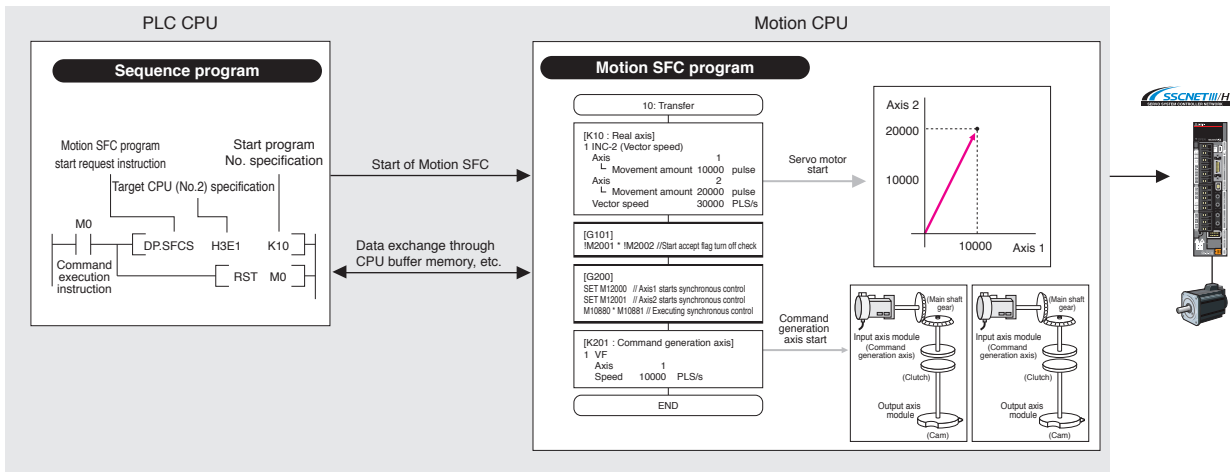 PLC CPU
Motion CPU
Sequence program
Motion SFC program
start request instruction
Start program
No. specification
Target CPU (No.2) specification
M0
DP.SFCS H3E1 K10
Command
execution
instruction
RST M0
Start of Motion SFC
Data exchange through
CPU buffer memory, etc.
Motion SFC program
10: Transfer
[K10 : Real axis]
1 INC-2 (Vector speed)
Axis 1
Movement amount 10000 pulse
Axis 2
Movement amount 20000 pulse
Vector speed 30000 PLS/s
[G101]
!M2001 * !M2002 //Start accept flag turn off check
[G200]
SET M12000 // Axis1 starts synchronous control
SET M12001 // Axis2 starts synchronous control
M10880 * M10881 // Executing synchronous control
[K201 : Command generation axis]
1 VF
Axis 1
Speed 10000 PLS/s
END
Servo motor
start
Command
generation
axis start
Axis 2
20000
10000
10000
Axis 1
(Main shaft
gear)
Input axis module
(Command
generation axis)
(Clutch)
Output axis
module
(Cam)
(Main shaft
gear)
Input axis module
(Command
generation axis)
(Clutch)
Output axis
module
(Cam)
SSCNETIII/H
SERVO SYSTEM CONTROLLER NETWORK